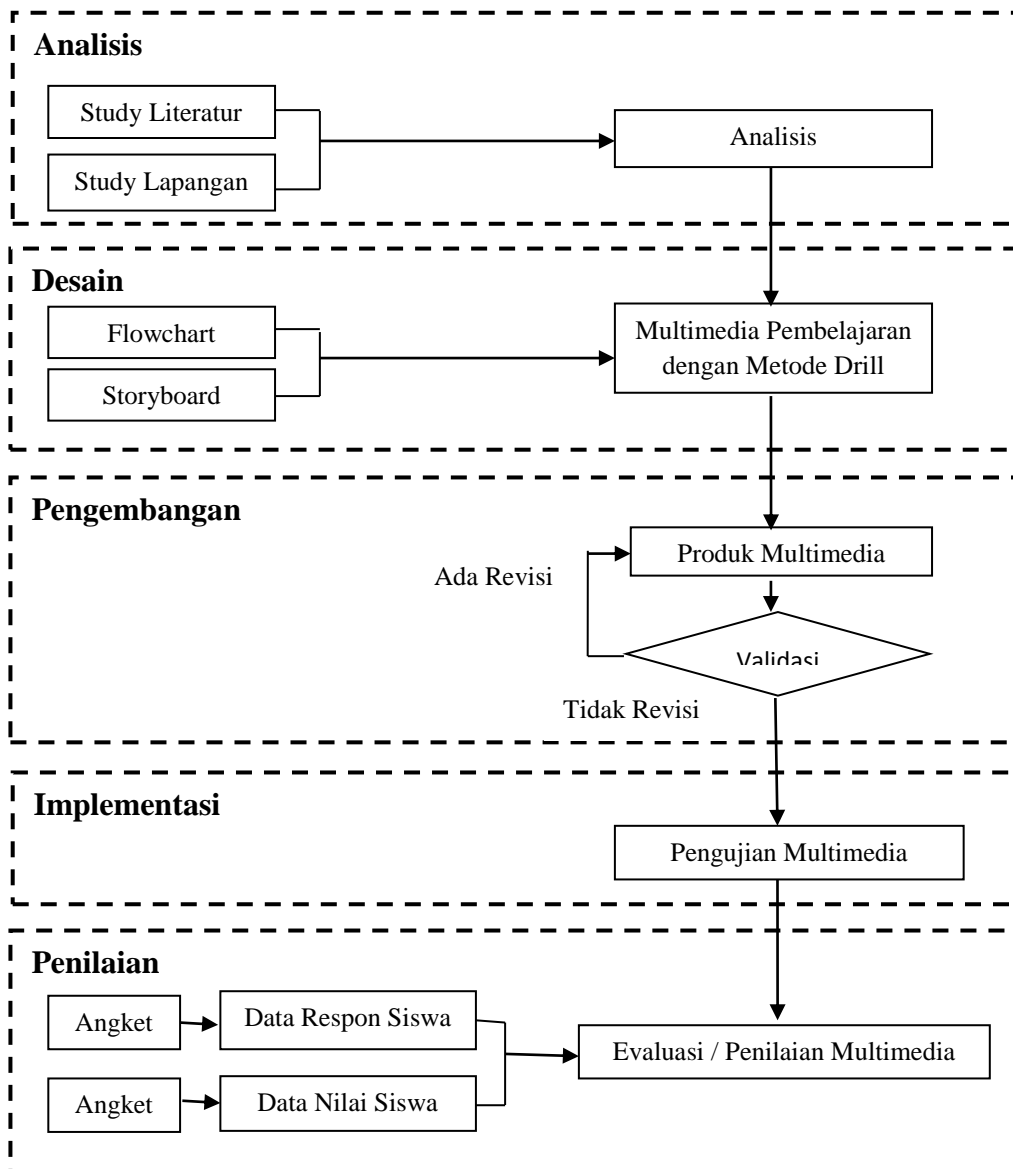 Analisis
Study Literatur
Analisis
Study Lapangan
Desain
Flowchart
Multimedia Pembelajaran
dengan Metode Drill
Storyboard
Pengembangan
Produk Multimedia
Ada Revisi
Validasi
Tidak Revisi
Implementasi
Pengujian Multimedia
Penilaian
Angket
Data Respon Siswa
Evaluasi / Penilaian Multimedia
Angket
Data Nilai Siswa